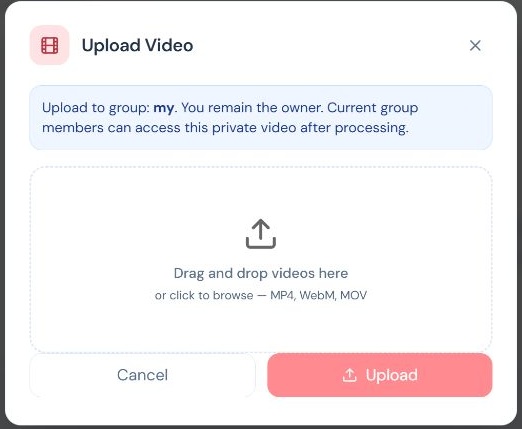 Upload Video
Upload to group: my. You remain the owner. Current group
members can access this private video after processing.
Drag and drop videos here
or click to browse — MP4, WebM, MOV
Cancel
Upload